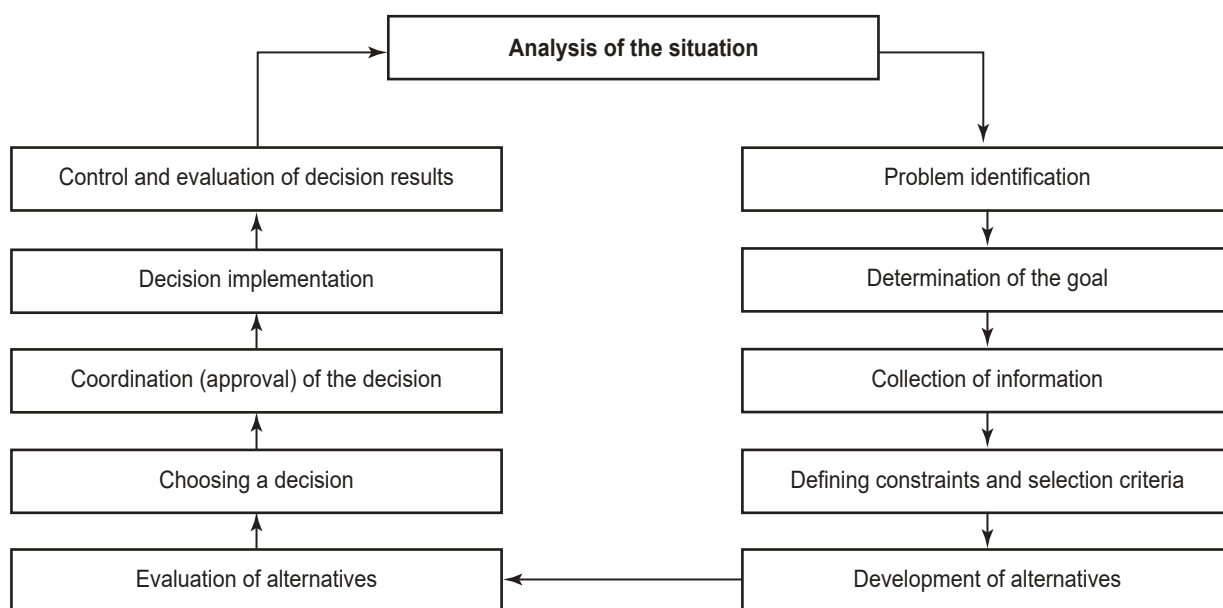 Analysis of the situation
Control and evaluation of decision results
Problem identification
Decision implementation
Determination of the goal
Coordination (approval) of the decision
Collection of information
Choosing a decision
Defining constraints and selection criteria
Evaluation of alternatives
Development of alternatives